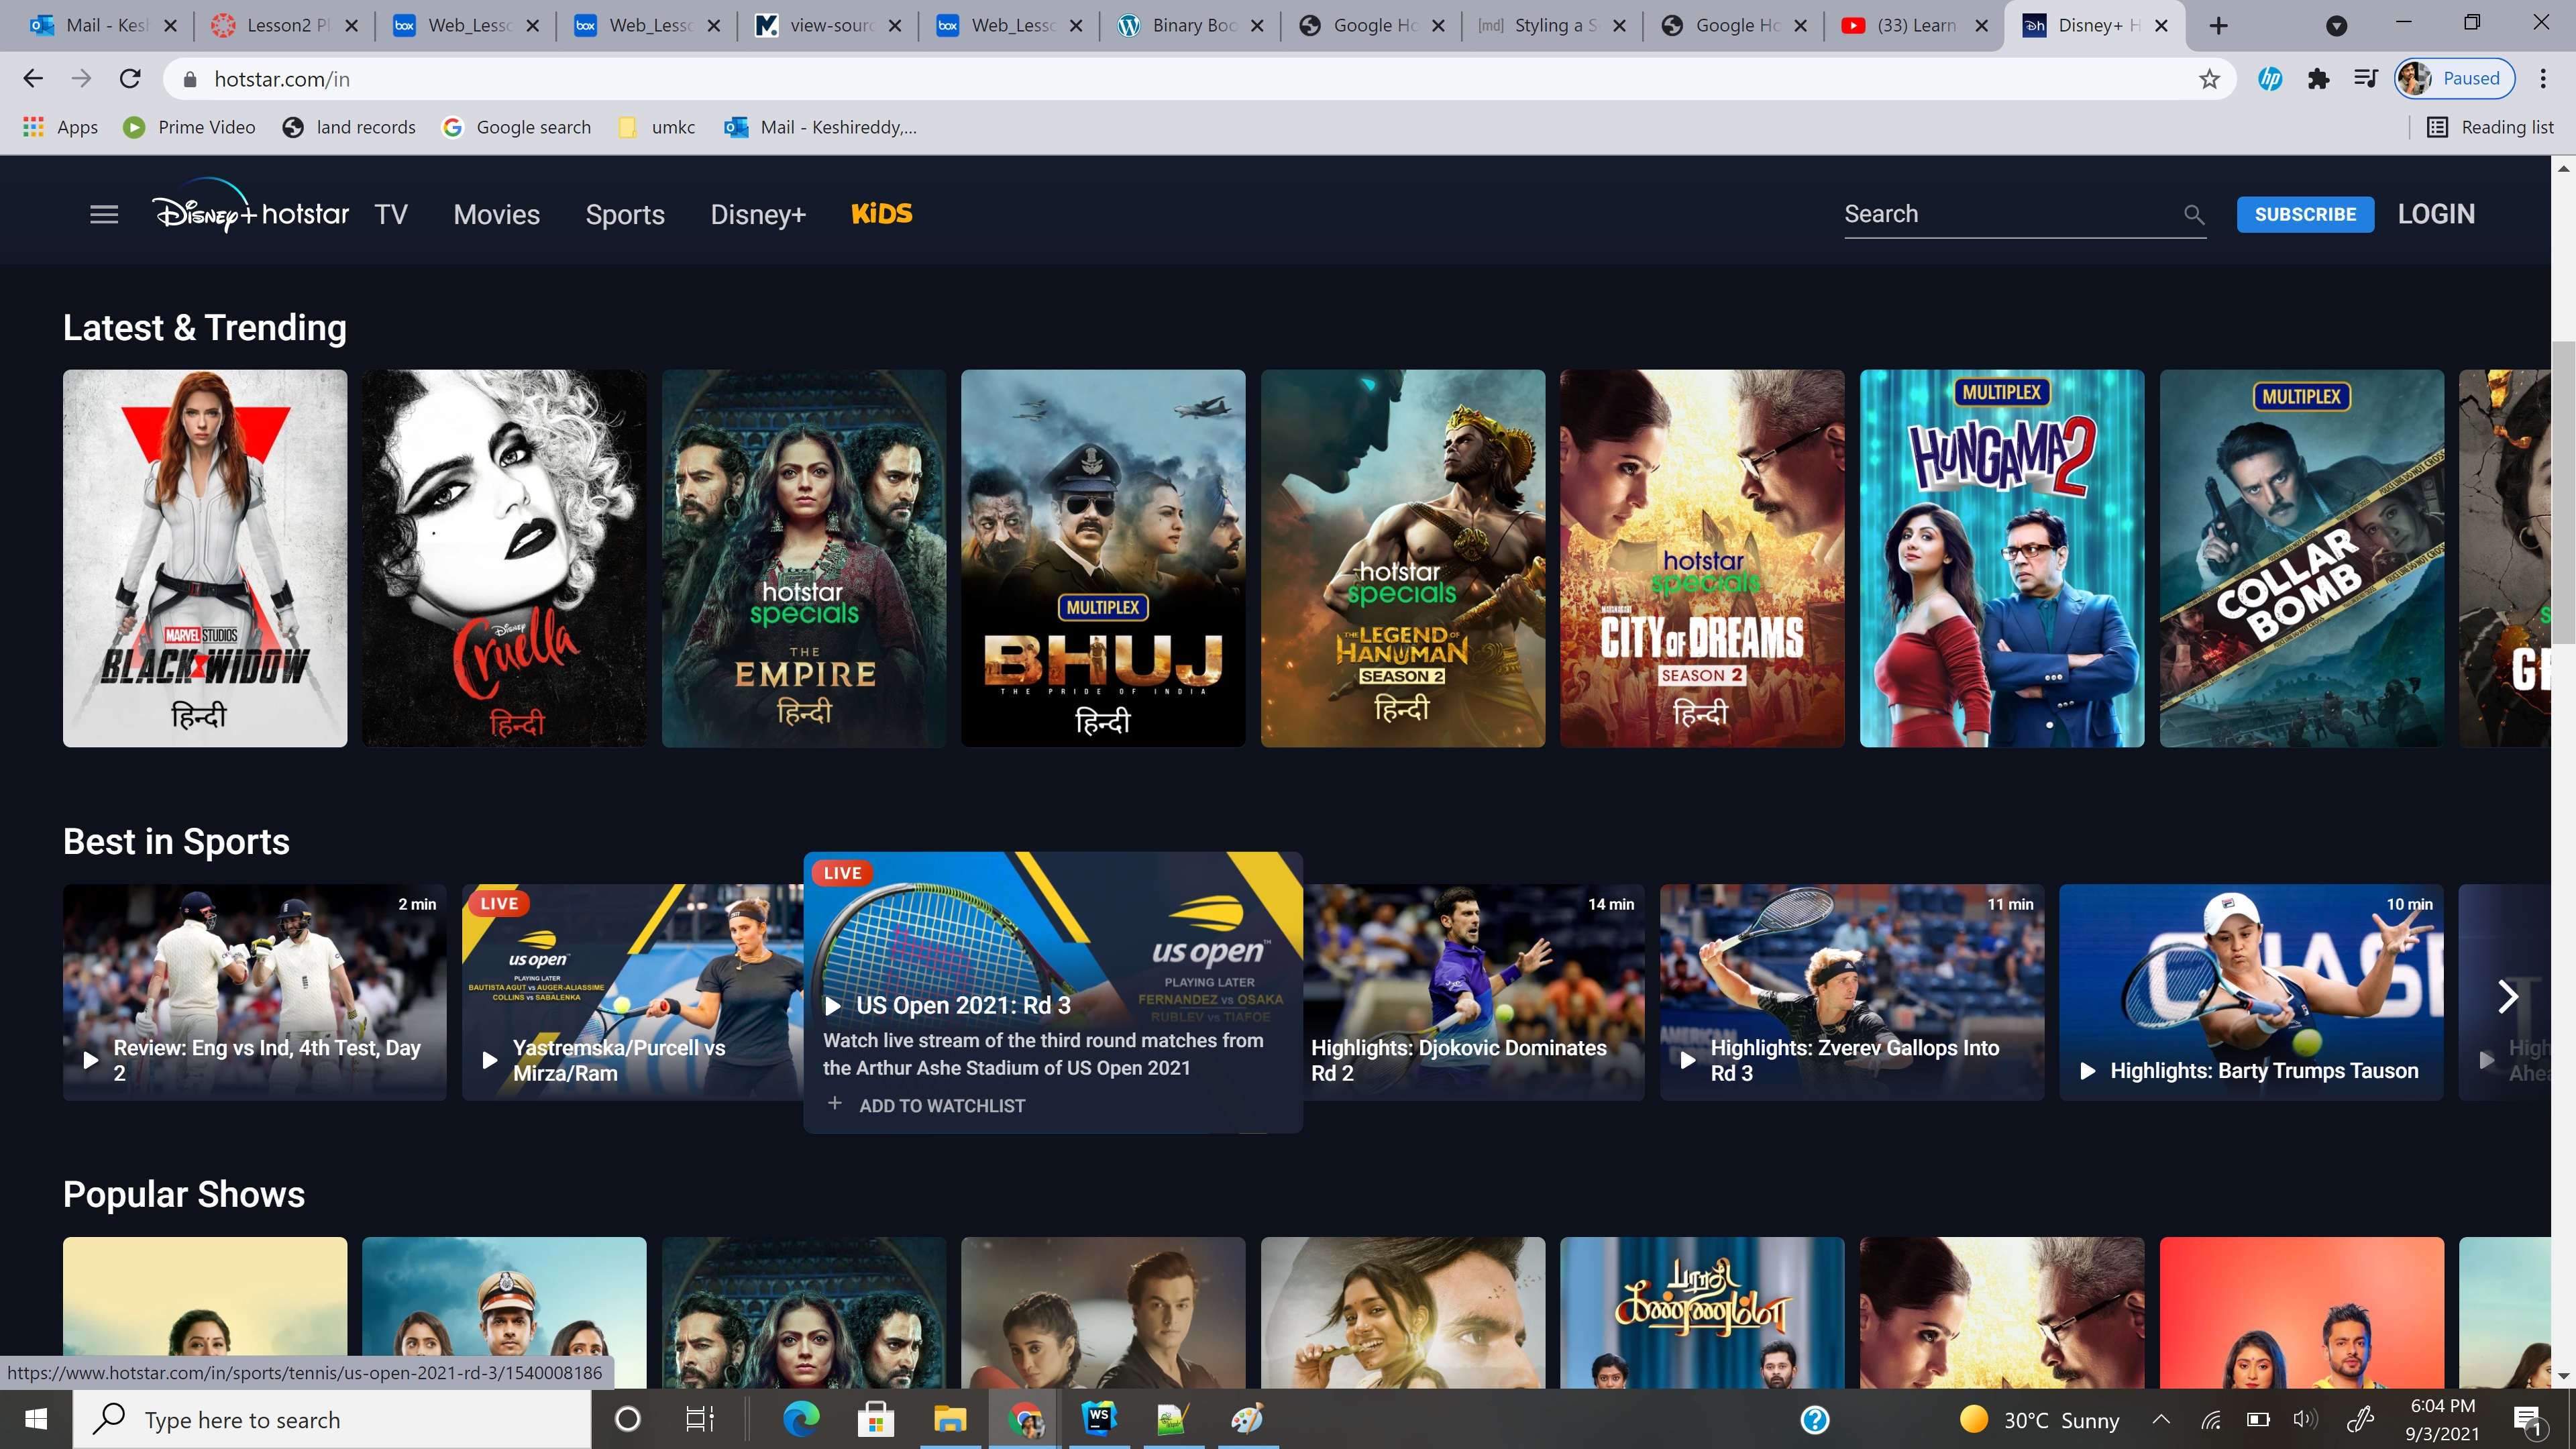 Mail - Kesh
Lesson2 Pl
Web_Lesso
Web_Lesso
view-sourc
Web_Lesso
Binary Boo
Google Ho
[md] Styling a S
Google Ho
(33) Learn
Disney+ H
hotstar.com/in
Paused
Apps
Prime Video
land records
Google search
umkc
Mail - Keshireddy,...
Reading list
Disney+ hotstar
TV
Movies
Sports
Disney+
KiDS
Search
SUBSCRIBE
LOGIN
Latest & Trending
MARVEL STUDIOS
BLACK WIDOW
हिन्दी
Disney
Cruella
हिन्दी
hotstar
specials
THE
EMPIRE
हिन्दी
MULTIPLEX
BHUJ
THE PRIDE OF INDIA
हिन्दी
hotstar
specials
THE LEGEND OF
HANUMAN
SEASON 2
हिन्दी
hotstar
specials
CITY OF DREAMS
SEASON 2
हिन्दी
MULTIPLEX
HUNGAMA 2
MULTIPLEX
COLLAR
BOMB
Best in Sports
2 min
Review: Eng vs Ind, 4th Test, Day
2
LIVE
us open
PLAYING LATER
BAUTISTA AGUT vs AUGER-ALIASSIME
COLLINS vs SABALENKA
Yastremska/Purcell vs
Mirza/Ram
LIVE
us open
PLAYING LATER
FERNANDEZ vs OSAKA
RUBLEV vs TIAFOE
US Open 2021: Rd 3
Watch live stream of the third round matches from
the Arthur Ashe Stadium of US Open 2021
+ ADD TO WATCHLIST
14 min
Highlights: Djokovic Dominates
Rd 2
11 min
Highlights: Zverev Gallops Into
Rd 3
10 min
Highlights: Barty Trumps Tauson
High
Ahea
Popular Shows
பாரதி
கண்ணம்மா
https://www.hotstar.com/in/sports/tennis/us-open-2021-rd-3/1540008186
Type here to search
WS
30°C Sunny
6:04 PM
9/3/2021
1